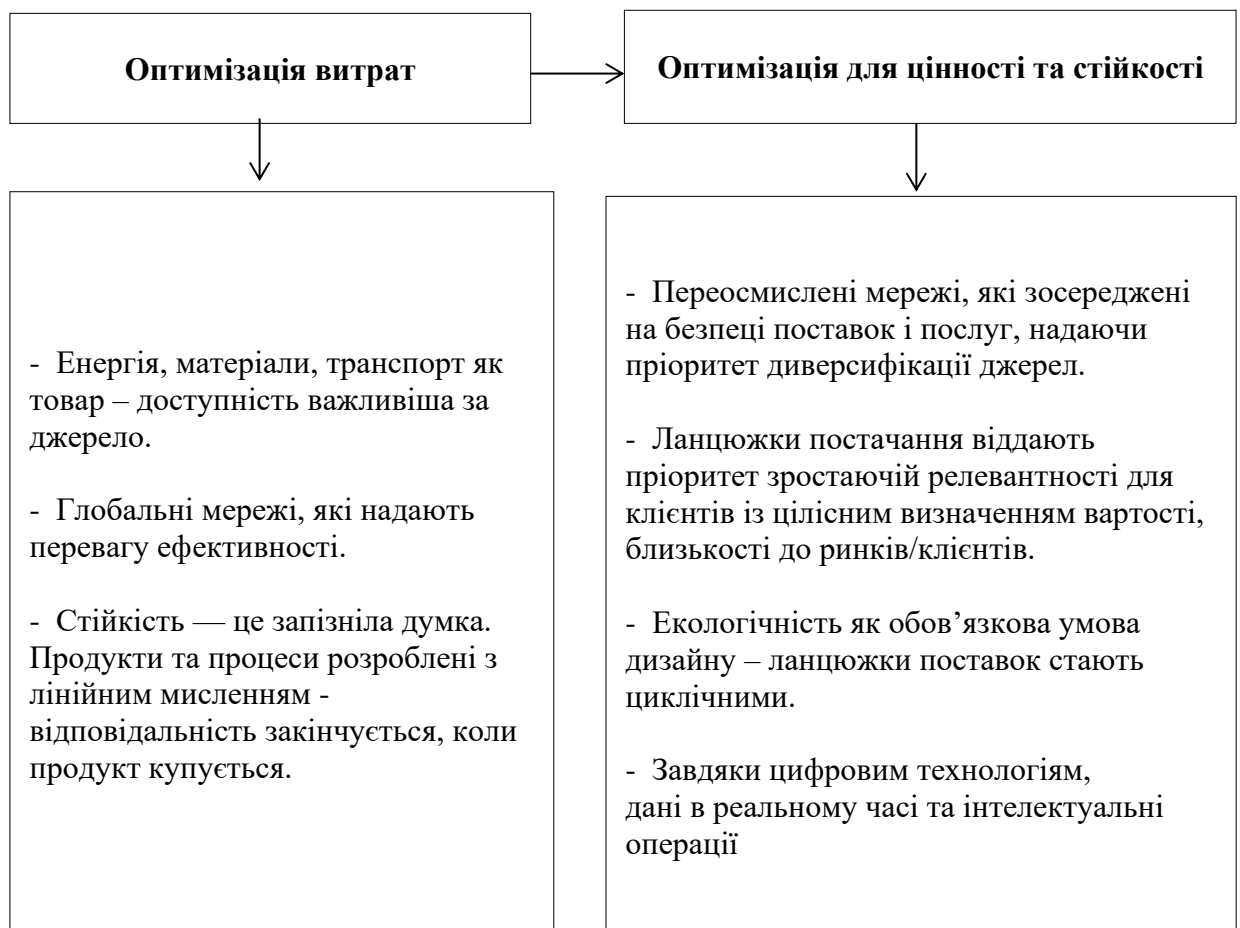 Оптимізація витрат
Оптимізація для цінності та стійкості
- Енергія, матеріали, транспорт як
товар – доступність важливіша за
джерело.
- Глобальні мережі, які надають
перевагу ефективності.
- Стійкість — це запізніла думка.
Продукти та процеси розроблені з
лінійним мисленням -
відповідальність закінчується, коли
продукт купується.
- Переосмислені мережі, які зосереджені
на безпеці поставок і послуг, надаючи
пріоритет диверсифікації джерел.
- Ланцюжки постачання віддають
пріоритет зростаючій релевантності для
клієнтів із цілісним визначенням вартості,
близькості до ринків/клієнтів.
- Екологічність як обов’язкова умова
дизайну – ланцюжки поставок стають
циклічними.
- Завдяки цифровим технологіям,
дані в реальному часі та інтелектуальні
операції